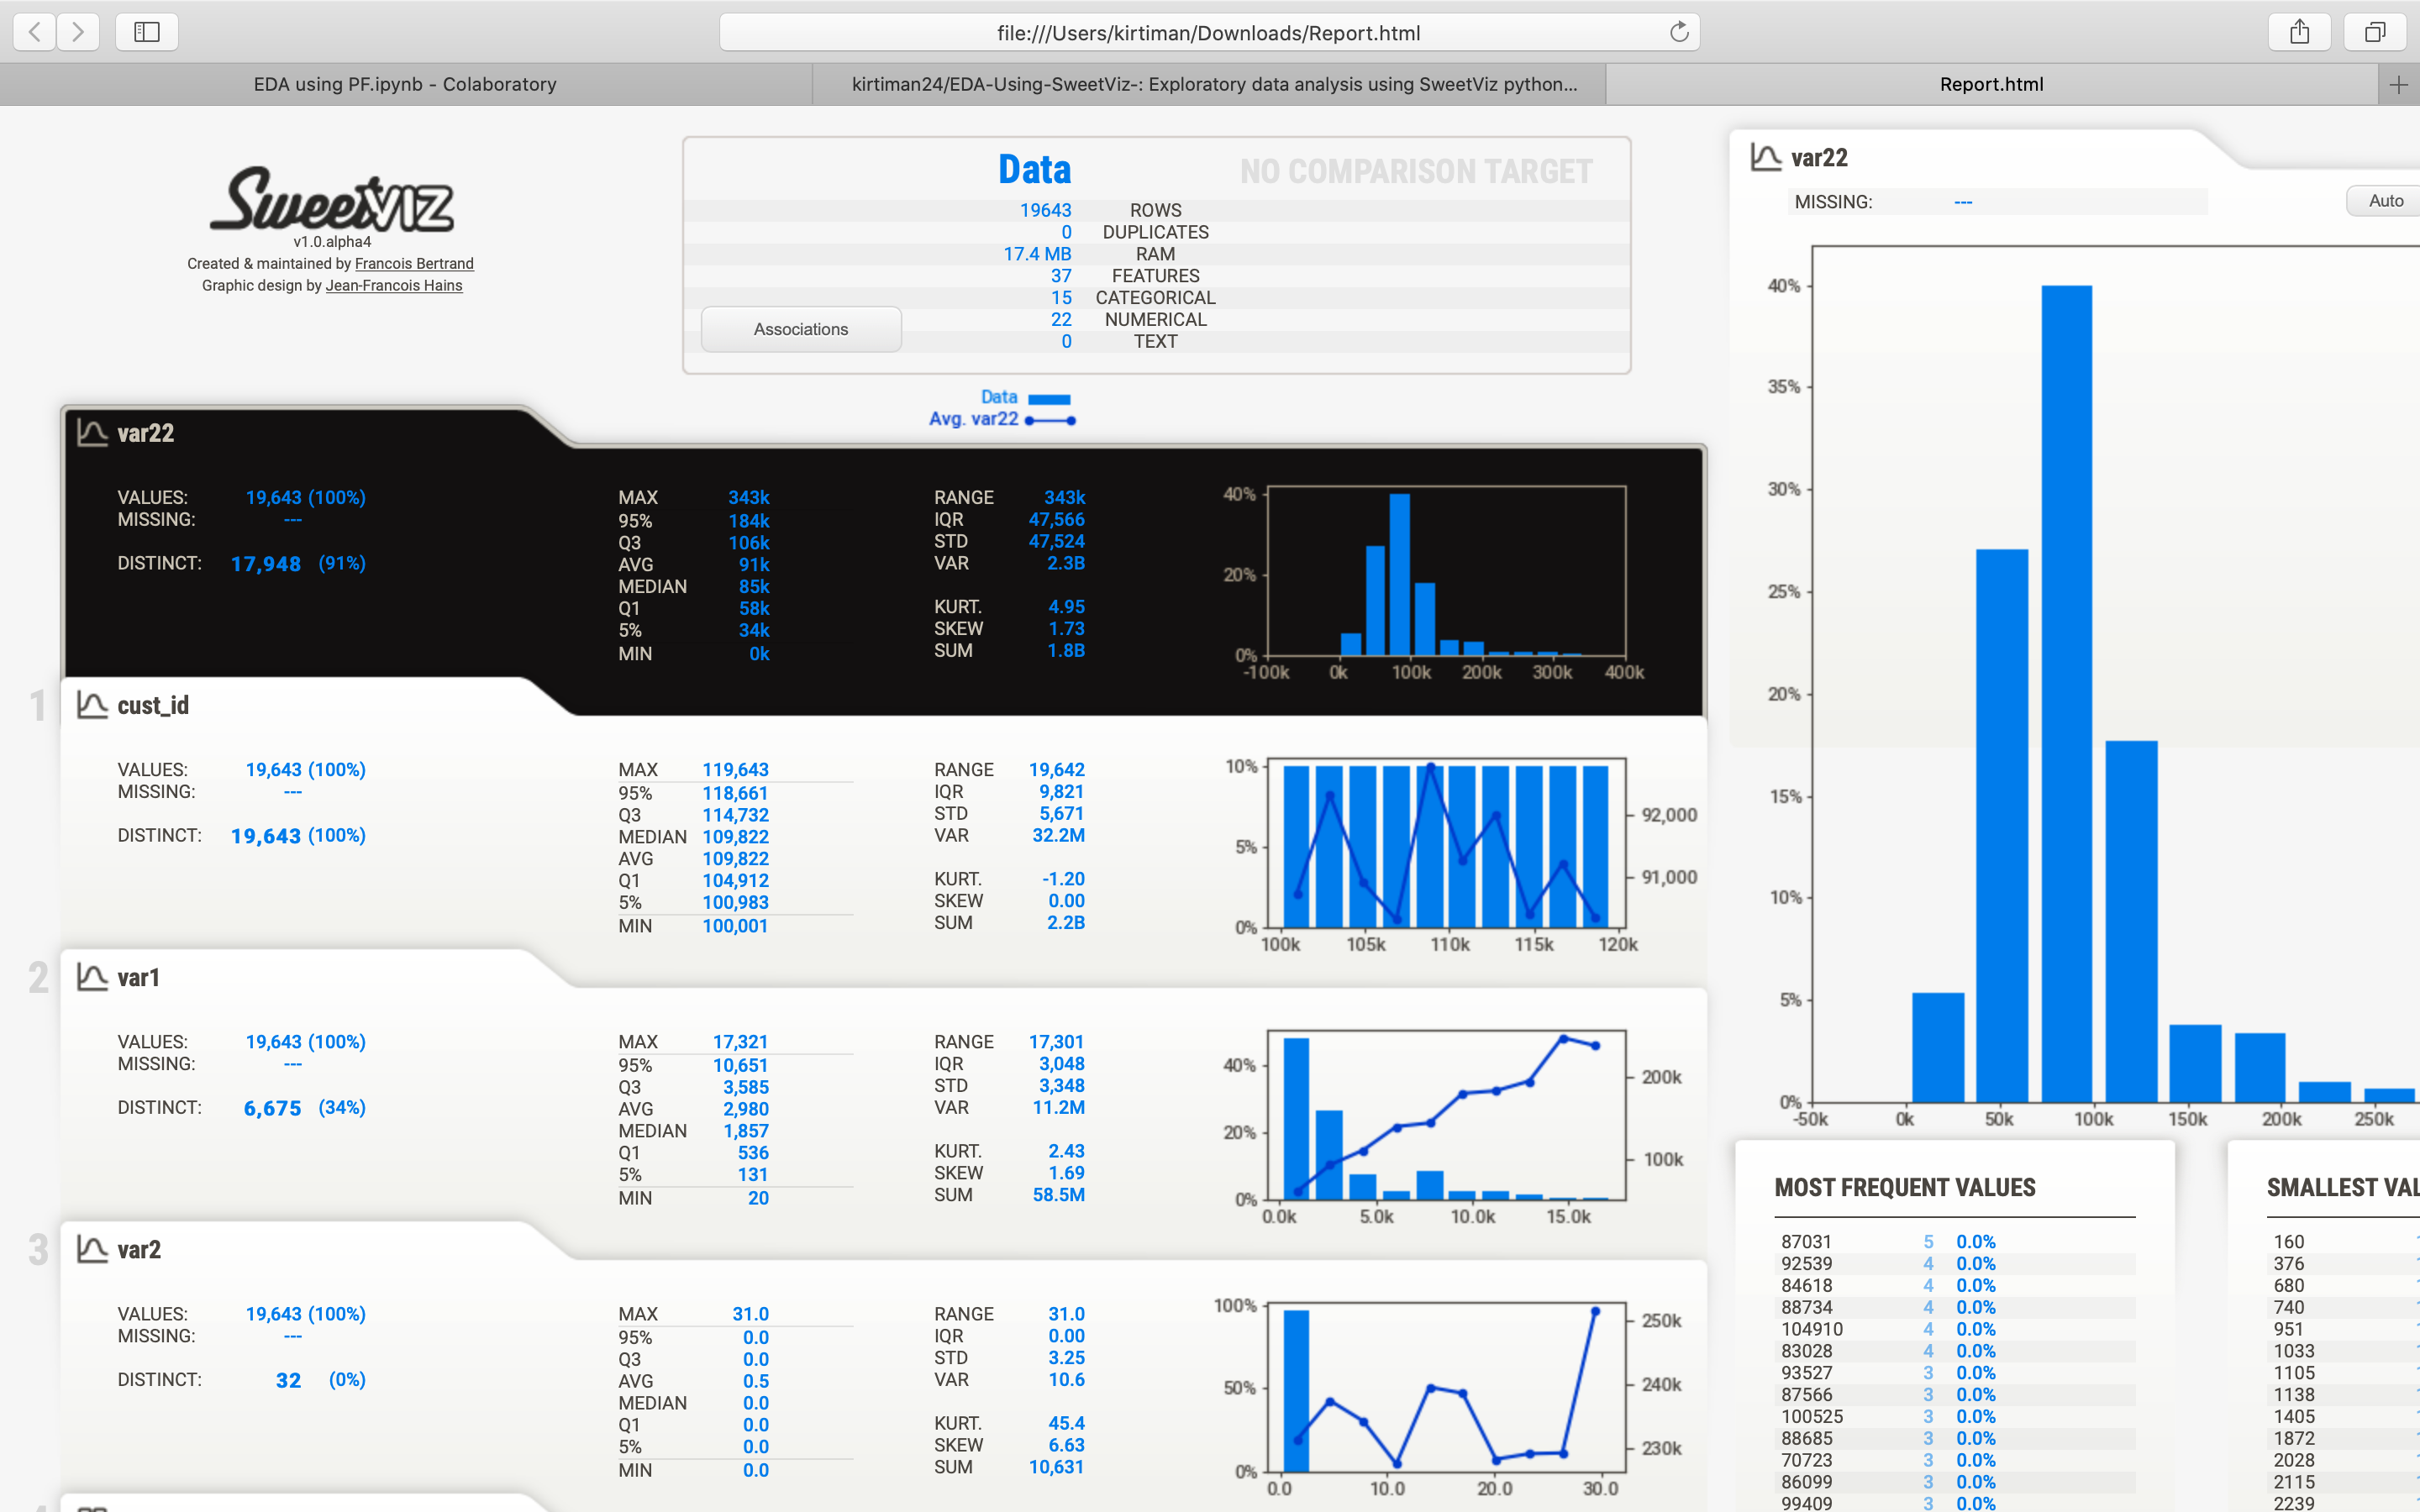 file:///Users/kirtiman/Downloads/Report.html
EDA using PF.ipynb - Colaboratory
kirtiman24/EDA-Using-SweetViz-: Exploratory data analysis using SweetViz python...
Report.html
SweetVIZ
v1.0.alpha4
Created & maintained by Francois Bertrand
Graphic design by Jean-Francois Hains
Data NO COMPARISON TARGET
19643 ROWS
0 DUPLICATES
17.4 MB RAM
37 FEATURES
15 CATEGORICAL
22 NUMERICAL
0 TEXT
Associations
Data
Avg. var22
var22
VALUES: 19,643 (100%)
MISSING: ---
DISTINCT: 17,948 (91%)
MAX 343k
95% 184k
Q3 106k
AVG 91k
MEDIAN 85k
Q1 58k
5% 34k
MIN 0k
RANGE 343k
IQR 47,566
STD 47,524
VAR 2.3B
KURT. 4.95
SKEW 1.73
SUM 1.8B
40%
20%
0%
-100k 0k 100k 200k 300k 400k
1
cust_id
VALUES: 19,643 (100%)
MISSING: ---
DISTINCT: 19,643 (100%)
MAX 119,643
95% 118,661
Q3 114,732
MEDIAN 109,822
AVG 109,822
Q1 104,912
5% 100,983
MIN 100,001
RANGE 19,642
IQR 9,821
STD 5,671
VAR 32.2M
KURT. -1.20
SKEW 0.00
SUM 2.2B
10%
5%
0%
92,000
91,000
100k 105k 110k 115k 120k
2
var1
VALUES: 19,643 (100%)
MISSING: ---
DISTINCT: 6,675 (34%)
MAX 17,321
95% 10,651
Q3 3,585
AVG 2,980
MEDIAN 1,857
Q1 536
5% 131
MIN 20
RANGE 17,301
IQR 3,048
STD 3,348
VAR 11.2M
KURT. 2.43
SKEW 1.69
SUM 58.5M
40%
20%
0%
200k
100k
0.0k 5.0k 10.0k 15.0k
3
var2
VALUES: 19,643 (100%)
MISSING: ---
DISTINCT: 32 (0%)
MAX 31.0
95% 0.0
Q3 0.0
AVG 0.5
MEDIAN 0.0
Q1 0.0
5% 0.0
MIN 0.0
RANGE 31.0
IQR 0.00
STD 3.25
VAR 10.6
KURT. 45.4
SKEW 6.63
SUM 10,631
100%
50%
0%
250k
240k
230k
0.0 10.0 20.0 30.0
var22
MISSING: ---
Auto
40%
35%
30%
25%
20%
15%
10%
5%
0%
-50k 0k 50k 100k 150k 200k 250k
MOST FREQUENT VALUES
87031 5 0.0%
92539 4 0.0%
84618 4 0.0%
88734 4 0.0%
104910 4 0.0%
83028 4 0.0%
93527 3 0.0%
87566 3 0.0%
100525 3 0.0%
88685 3 0.0%
70723 3 0.0%
86099 3 0.0%
99409 3 0.0%
SMALLEST VAL
160
376
680
740
951
1033
1105
1138
1405
1872
2028
2115
2239